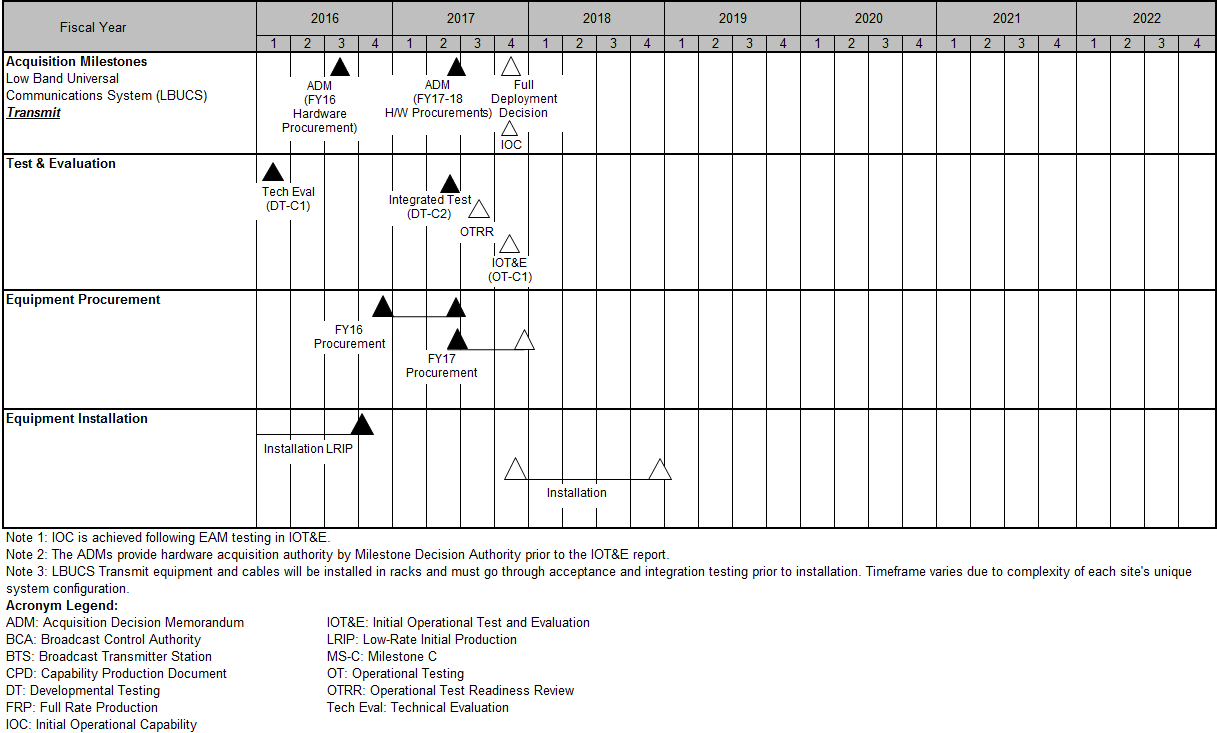 Fiscal Year
2016 2017 2018 2019 2020 2021 2022
1 2 3 4 1 2 3 4 1 2 3 4 1 2 3 4 1 2 3 4 1 2 3 4 1 2 3 4
Acquisition Milestones
Low Band Universal
Communications System (LBUCS)
Transmit
ADM
(FY16
Hardware
Procurement)
ADM
(FY17-18
H/W Procurements)
Full
Deployment
Decision
IOC
Test & Evaluation
Tech Eval
(DT-C1)
Integrated Test
(DT-C2)
OTRR
IOT&E
(OT-C1)
Equipment Procurement
FY16
Procurement
FY17
Procurement
Equipment Installation
Installation LRIP
Installation
Note 1: IOC is achieved following EAM testing in IOT&E.
Note 2: The ADMs provide hardware acquisition authority by Milestone Decision Authority prior to the IOT&E report.
Note 3: LBUCS Transmit equipment and cables will be installed in racks and must go through acceptance and integration testing prior to installation. Timeframe varies due to complexity of each site's unique
system configuration.
Acronym Legend:
ADM: Acquisition Decision Memorandum
BCA: Broadcast Control Authority
BTS: Broadcast Transmitter Station
CPD: Capability Production Document
DT: Developmental Testing
FRP: Full Rate Production
IOC: Initial Operational Capability
IOT&E: Initial Operational Test and Evaluation
LRIP: Low-Rate Initial Production
MS-C: Milestone C
OT: Operational Testing
OTRR: Operational Test Readiness Review
Tech Eval: Technical Evaluation